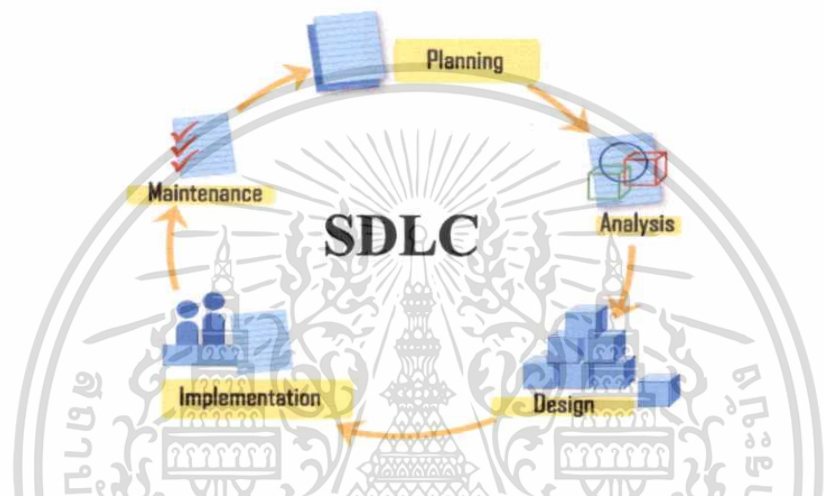 Planning
Maintenance
Analysis
SDLC
Implementation
Design